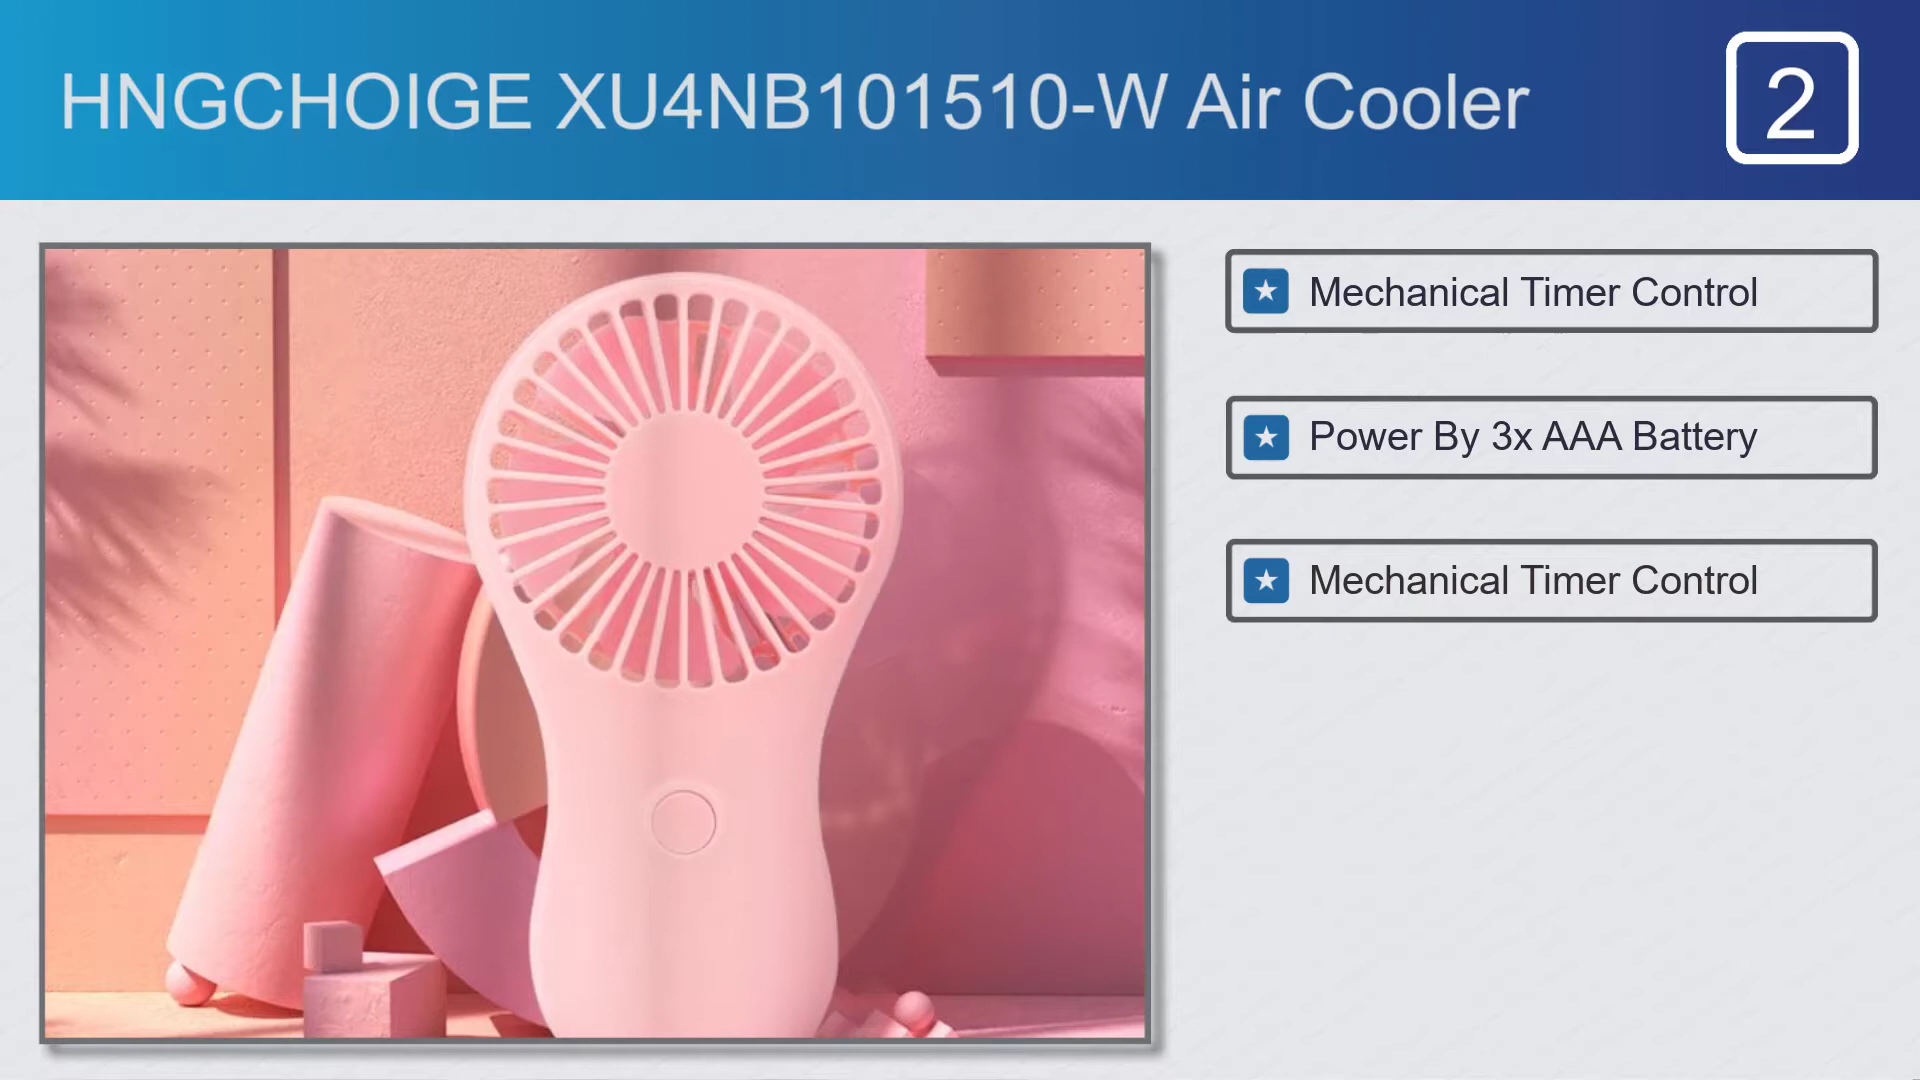 HNGCHOIGE XU4NB101510-W Air Cooler
2
Mechanical Timer Control
Power By 3x AAA Battery
Mechanical Timer Control